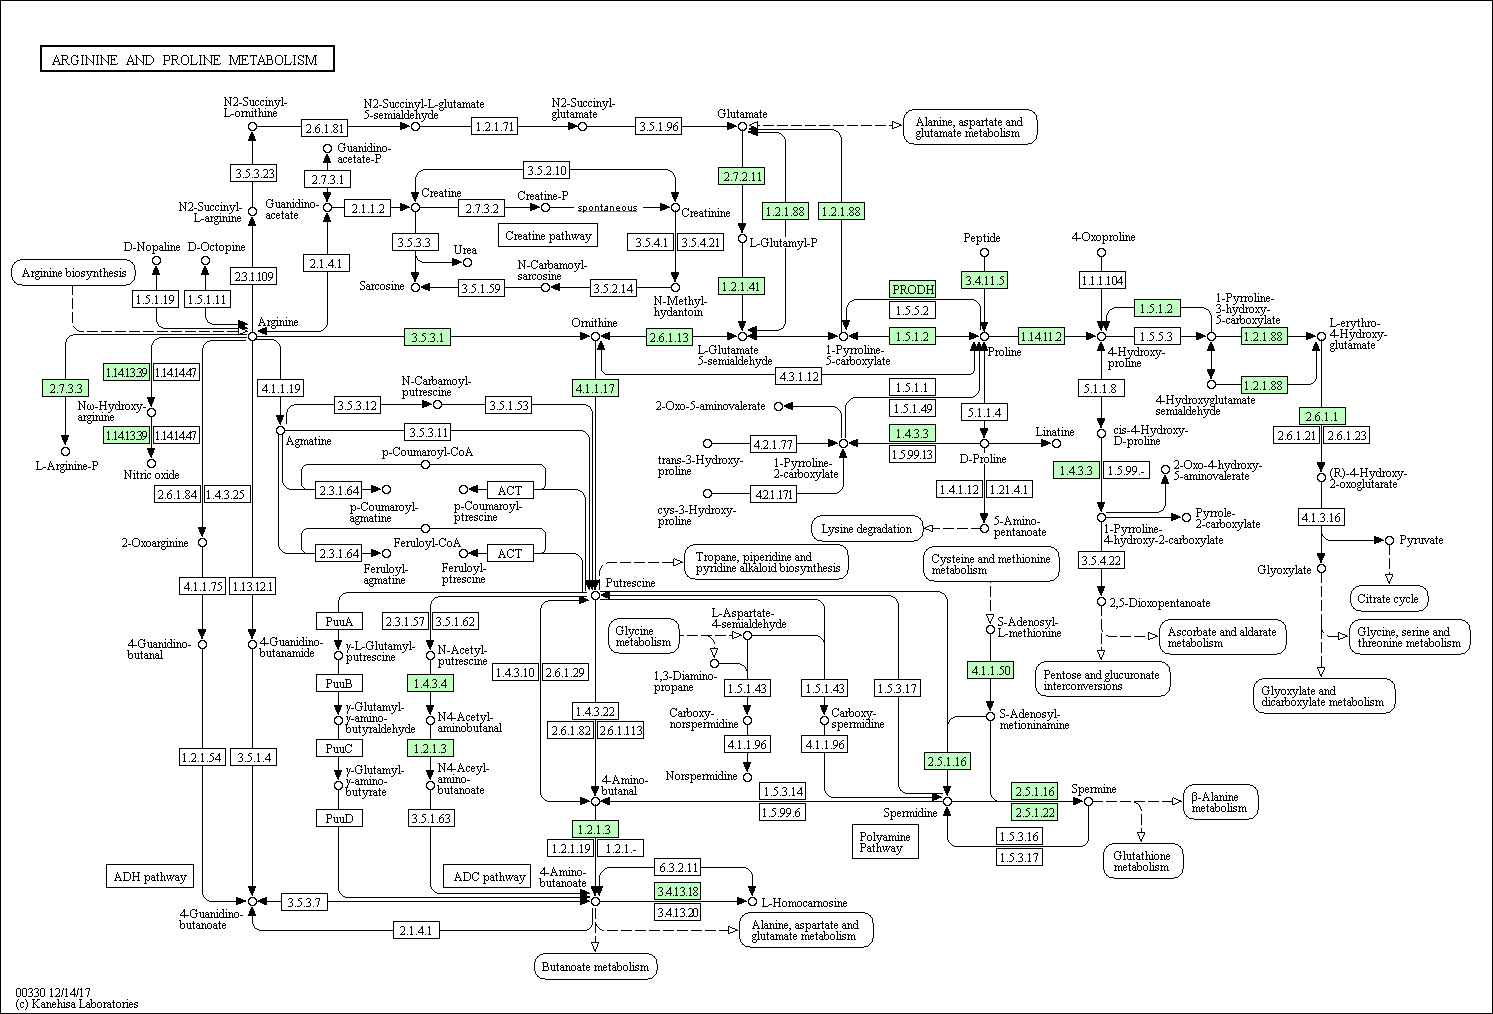 ARGININE AND PROLINE METABOLISM
N2-Succinyl-
L-ornithine
2.6.1.81
N2-Succinyl-L-glutamate
5-semialdehyde
1.2.1.71
N2-Succinyl-
glutamate
3.5.1.96
Glutamate
Alanine, aspartate and
glutamate metabolism
Guanidino-
acetate-P
3.5.3.23
2.7.3.1
3.5.2.10
2.7.2.11
N2-Succinyl-
L-arginine
Guanidino-
acetate
2.1.1.2
Creatine
2.7.3.2
Creatine-P
spontaneous
Creatinine
1.2.1.88
1.2.1.88
D-Nopaline
D-Octopine
3.5.3.3
Urea
Creatine pathway
3.5.4.1
3.5.4.21
L-Glutamyl-P
Peptide
4-Oxoproline
Arginine biosynthesis
2.3.1.109
2.1.4.1
1.5.1.19
1.5.1.11
Sarcosine
3.5.1.59
N-Carbamoyl-
sarcosine
3.5.2.14
N-Methyl-
hydantoin
1.2.1.41
PRODH
1.5.5.2
3.4.11.5
1.1.1.104
1.5.1.2
1-Pyrroline-
3-hydroxy-
5-carboxylate
L-erythro-
4-Hydroxy-
glutamate
Arginine
3.5.3.1
Ornithine
2.6.1.13
L-Glutamate
5-semialdehyde
1-Pyrroline-
5-carboxylate
1.5.1.2
Proline
1.14.11.2
4-Hydroxy-
proline
1.5.5.3
1.2.1.88
2.7.3.3
1.14.13.39
1.14.14.47
4.1.1.19
N-Carbamoyl-
putrescine
4.1.1.17
4.3.1.12
1.5.1.1
1.5.1.49
5.1.1.8
1.2.1.88
4-Hydroxyglutamate
semialdehyde
Nω-Hydroxy-
arginine
3.5.3.12
3.5.1.53
2-Oxo-5-aminovalerate
5.1.1.4
2.6.1.1
2.6.1.21
2.6.1.23
1.14.13.39
1.14.14.47
Agmatine
3.5.3.11
trans-3-Hydroxy-
proline
4.2.1.77
1-Pyrroline-
2-carboxylate
1.4.3.3
1.5.99.13
D-Proline
Linatine
cis-4-Hydroxy-
D-proline
L-Arginine-P
Nitric oxide
p-Coumaroyl-CoA
2.3.1.64
p-Coumaroyl-
agmatine
ACT
p-Coumaroyl-
ptrescine
cys-3-Hydroxy-
proline
4.2.1.171
1.4.1.12
1.21.4.1
1.4.3.3
1.5.99.-
2-Oxo-4-hydroxy-
5-aminovalerate
(R)-4-Hydroxy-
2-oxoglutarate
2.6.1.84
1.4.3.25
Lysine degradation
5-Amino-
pentanoate
1-Pyrroline-
4-hydroxy-2-carboxylate
Pyrrole-
2-carboxylate
4.1.3.16
2-Oxoarginine
Feruloyl-CoA
2.3.1.64
Feruloyl-
agmatine
ACT
Feruloyl-
ptrescine
Tropane, piperidine and
pyridine alkaloid biosynthesis
Cysteine and methionine
metabolism
3.5.4.22
Pyruvate
Glyoxylate
4.1.1.75
1.13.12.1
Putrescine
2,5-Dioxopentanoate
Citrate cycle
PuuA
2.3.1.57
3.5.1.62
L-Aspartate-
4-semialdehyde
Glycine
metabolism
S-Adenosyl-
L-methionine
Ascorbate and aldarate
metabolism
Glycine, serine and
threonine metabolism
4-Guanidino-
butanal
4-Guanidino-
butanamide
γ-L-Glutamyl-
putrescine
N-Acetyl-
putrescine
1.4.3.10
2.6.1.29
1,3-Diamino-
propane
4.1.1.50
Pentose and glucuronate
interconversions
Glyoxylate and
dicarboxylate metabolism
PuuB
1.4.3.4
1.5.1.43
1.5.1.43
1.5.3.17
γ-Glutamyl-
γ-amino-
butyraldehyde
N4-Acetyl-
aminobutanal
1.4.3.22
2.6.1.82
2.6.1.113
Carboxy-
norspermidine
Carboxy-
spermidine
S-Adenosyl-
metioninamine
PuuC
1.2.1.3
4.1.1.96
4.1.1.96
1.2.1.54
3.5.1.4
2.5.1.16
γ-Glutamyl-
γ-amino-
butyrate
N4-Aceyl-
amino-
butanoate
4-Amino-
butanal
Norspermidine
1.5.3.14
1.5.99.6
Spermidine
2.5.1.16
2.5.1.22
Spermine
β-Alanine
metabolism
PuuD
3.5.1.63
1.2.1.3
1.2.1.19
1.2.1.-
Polyamine
Pathway
1.5.3.16
1.5.3.17
Glutathione
metabolism
ADH pathway
ADC pathway
4-Amino-
butanoate
6.3.2.11
3.4.13.18
3.4.13.20
L-Homocarnosine
4-Guanidino-
butanoate
3.5.3.7
2.1.4.1
Alanine, aspartate and
glutamate metabolism
Butanoate metabolism
00330 12/14/17
(c) Kanehisa Laboratories